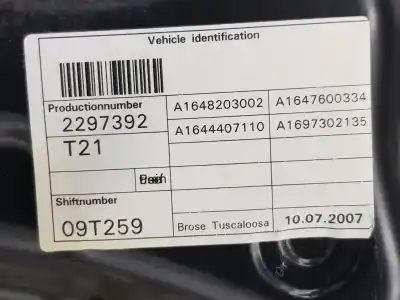 Vehicle identification
Productionnumber
2297392
T21
A1648203002 A1647600334
A1644407110 A1697302135
Shiftnumber
09T259
Brose Tuscaloosa 10.07.2007